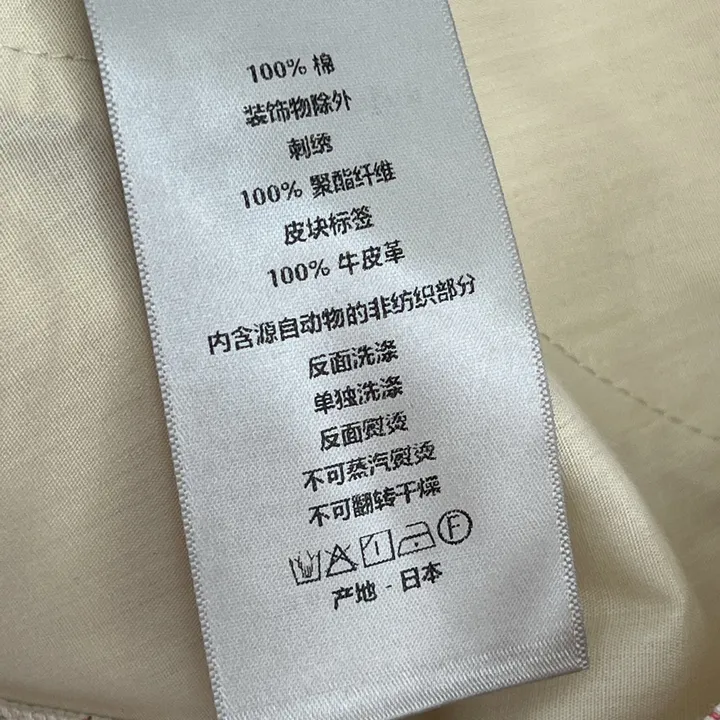 100% 棉
装饰物除外
刺绣
100% 聚酯纤维
皮块标签
100% 牛皮革
内含源自动物的非纺织部分
反面洗涤
单独洗涤
反面熨烫
不可蒸汽熨烫
不可翻转干燥
F
产地 - 日本